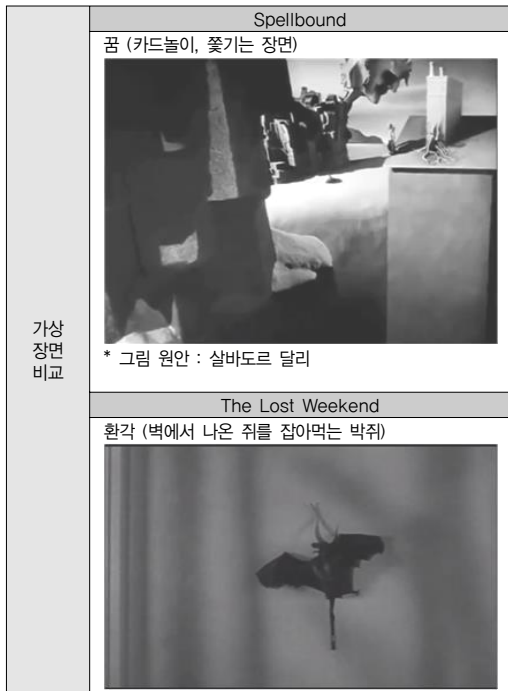 Spellbound
꿈 (카드놀이, 쫓기는 장면)
* 그림 원안 : 살바도르 달리
가상
장면
비교
The Lost Weekend
환각 (벽에서 나온 쥐를 잡아먹는 박쥐)